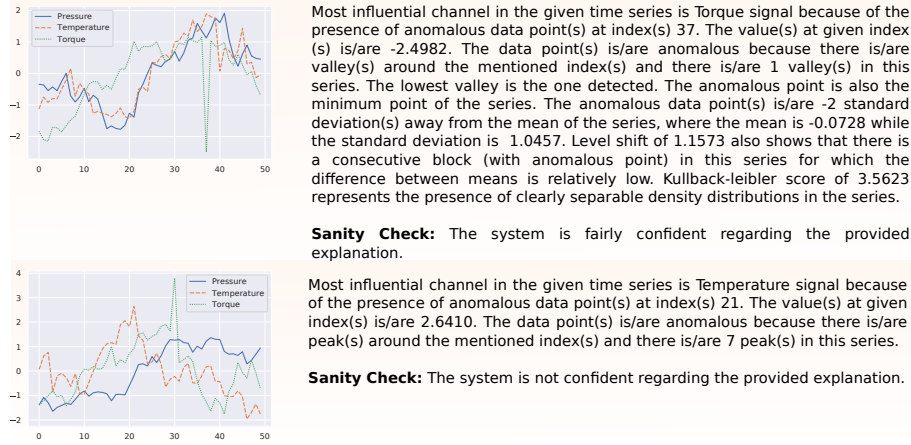 2
1
0
−1
−2
0
10
20
30
40
50
Pressure
Temperature
Torque
Most influential channel in the given time series is Torque signal because of the
presence of anomalous data point(s) at index(s) 37. The value(s) at given index
(s) is/are -2.4982. The data point(s) is/are anomalous because there is/are
valley(s) around the mentioned index(s) and there is/are 1 valley(s) in this
series. The lowest valley is the one detected. The anomalous point is also the
minimum point of the series. The anomalous data point(s) is/are -2 standard
deviation(s) away from the mean of the series, where the mean is -0.0728 while
the standard deviation is 1.0457. Level shift of 1.1573 also shows that there is
a consecutive block (with anomalous point) in this series for which the
difference between means is relatively low. Kullback-leibler score of 3.5623
represents the presence of clearly separable density distributions in the series.
Sanity Check: The system is fairly confident regarding the provided
explanation.
4
3
2
1
0
−1
−2
0
10
20
30
40
50
Pressure
Temperature
Torque
Most influential channel in the given time series is Temperature signal because
of the presence of anomalous data point(s) at index(s) 21. The value(s) at given
index(s) is/are 2.6410. The data point(s) is/are anomalous because there is/are
peak(s) around the mentioned index(s) and there is/are 7 peak(s) in this series.
Sanity Check: The system is not confident regarding the provided explanation.